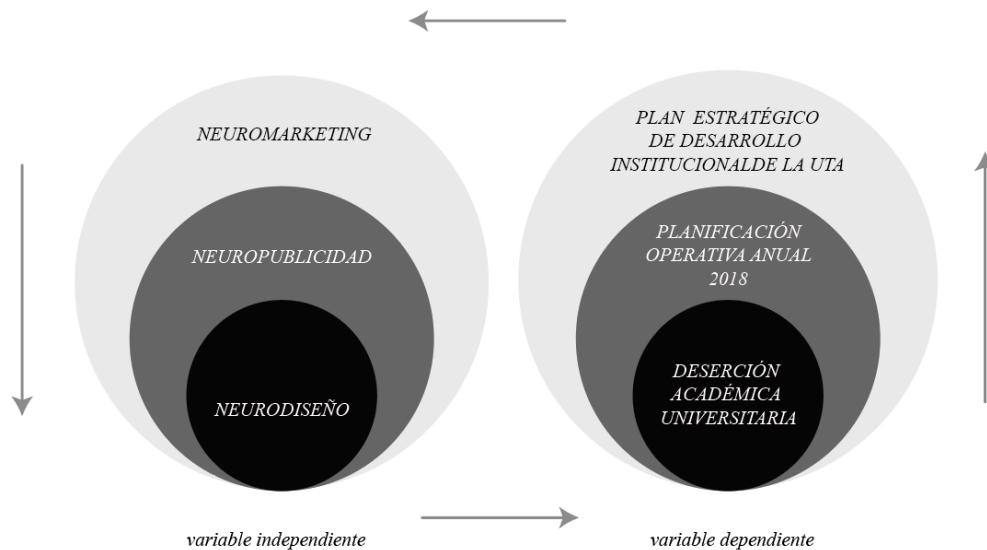 NEUROMARKETING
NEUROPUBLICIDAD
NEURODISEÑO
variable independiente
PLAN ESTRATÉGICO
DE DESARROLLO
INSTITUCIONALDE LA UTA
PLANIFICACIÓN
OPERATIVA ANUAL
2018
DESERCIÓN
ACADÉMICA
UNIVERSITARIA
variable dependiente